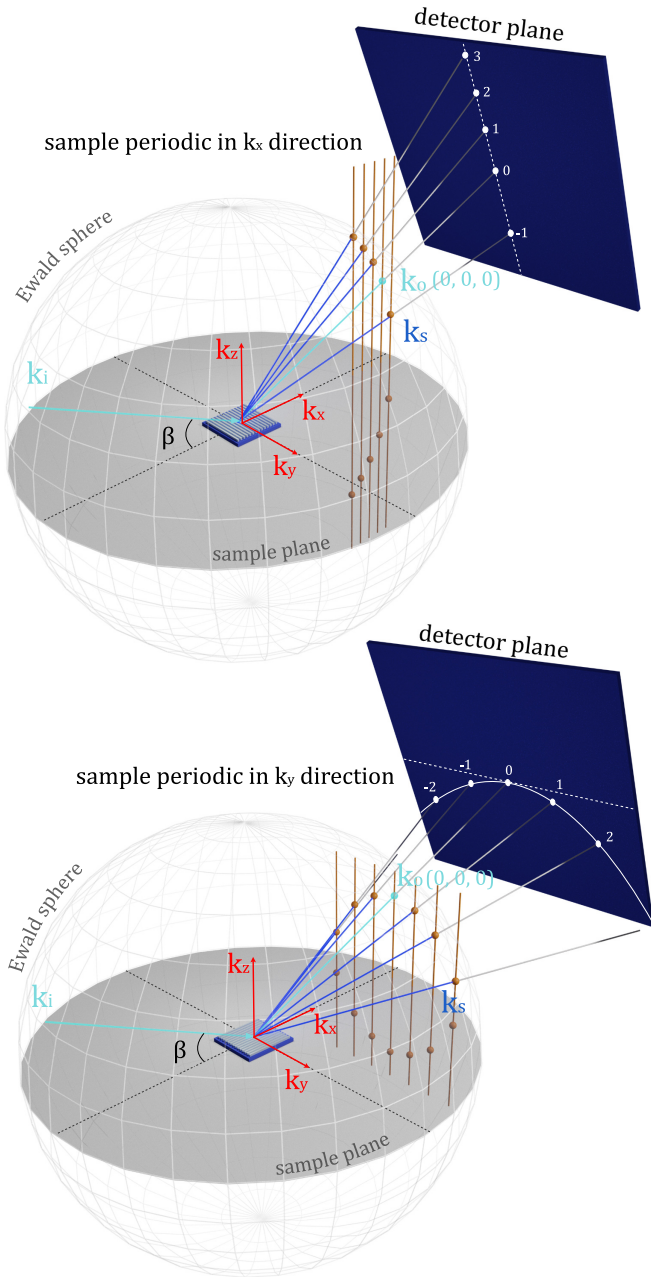 detector plane
3
2
sample periodic in kx direction
1
0
-1
Ewald sphere
ko (0, 0, 0)
ks
kz
ki
kx
β
ky
sample plane
detector plane
0
-1
1
sample periodic in ky direction
-2
2
ko (0, 0, 0)
Ewald sphere
kz
ki
ks
kx
β
ky
sample plane